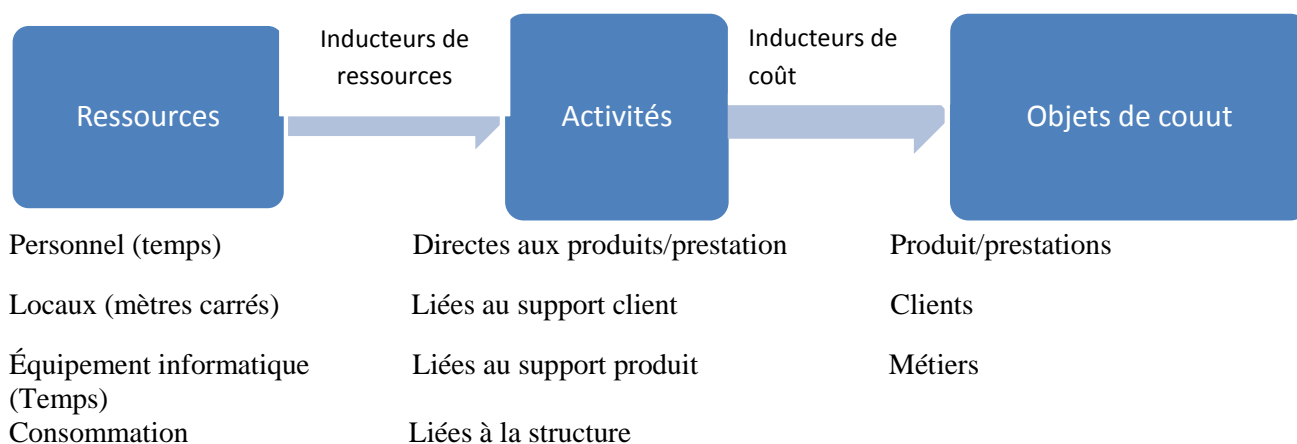 Inducteurs de
ressources
Inducteurs de
coût
Ressources
Activités
Objets de couut
Personnel (temps)
Directes aux produits/prestation
Produit/prestations
Locaux (mètres carrés)
Liées au support client
Clients
Équipement informatique
(Temps)
Liées au support produit
Métiers
Consommation
Liées à la structure